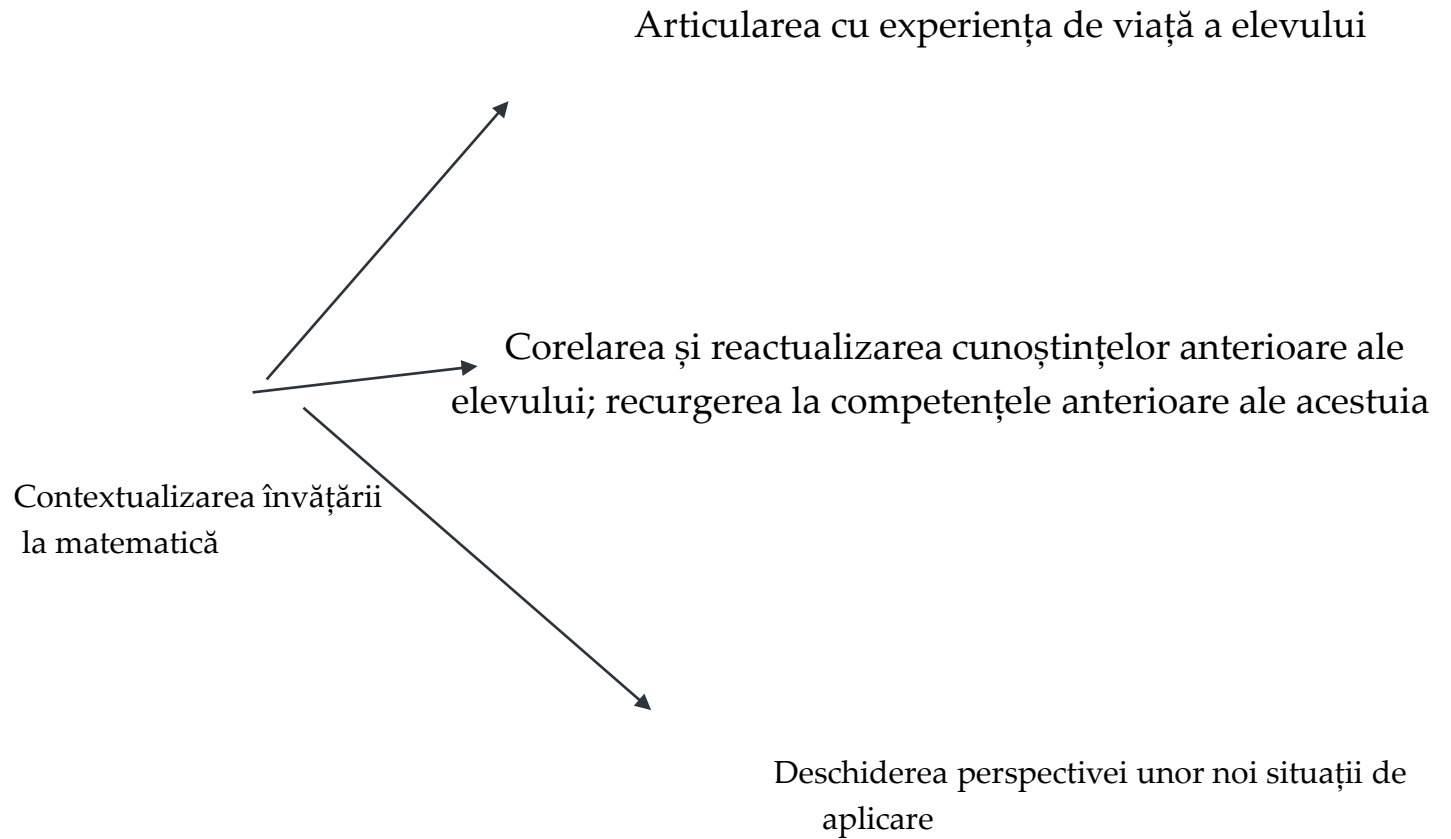 Articularea cu experiența de viață a elevului
Corelarea și reactualizarea cunoștințelor anterioare ale
elevului; recurgerea la competențele anterioare ale acestuia
Contextualizarea învățării
la matematică
Deschiderea perspectivei unor noi situații de
aplicare